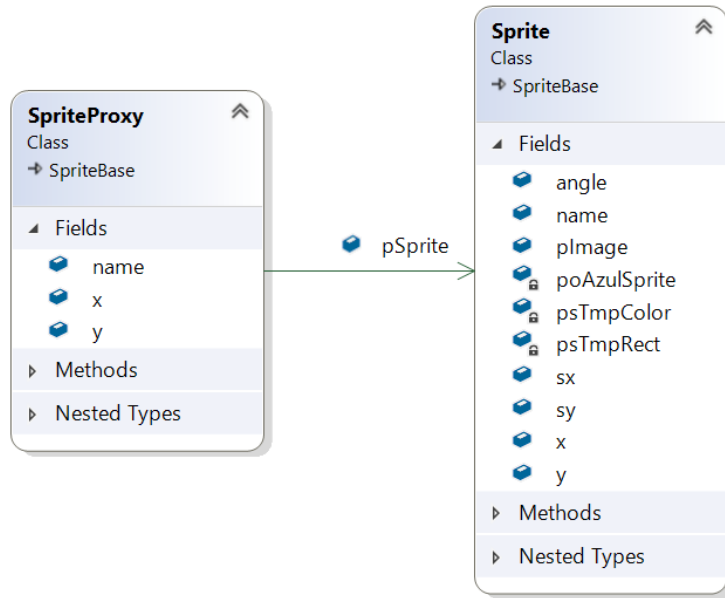 SpriteProxy
Class
SpriteBase
Fields
name
x
y
Methods
Nested Types
pSprite
Sprite
Class
SpriteBase
Fields
angle
name
pImage
poAzulSprite
psTmpColor
psTmpRect
sx
sy
x
y
Methods
Nested Types